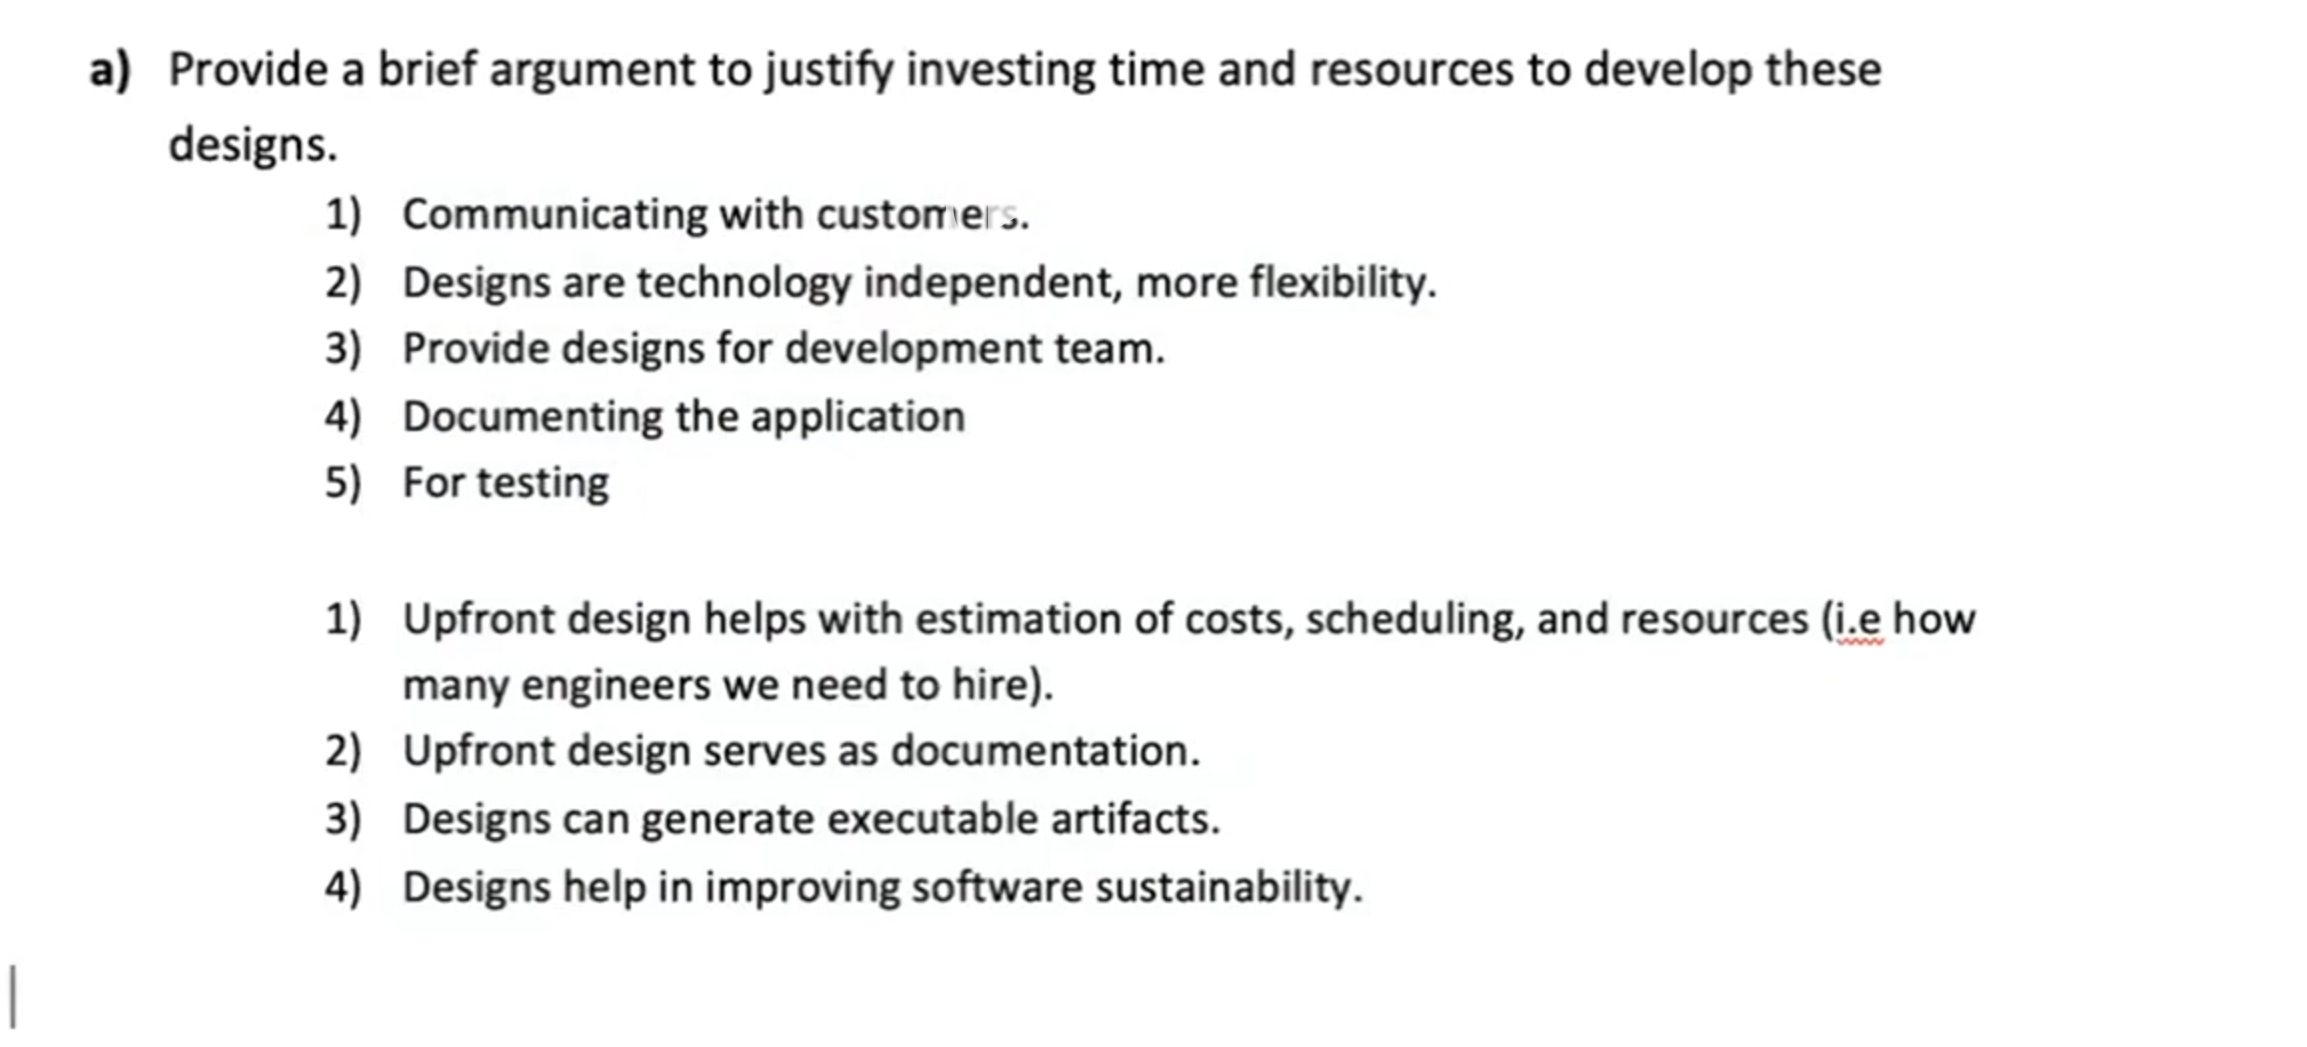 a) Provide a brief argument to justify investing time and resources to develop these
designs.
1) Communicating with customers.
2) Designs are technology independent, more flexibility.
3) Provide designs for development team.
4) Documenting the application
5) For testing
1) Upfront design helps with estimation of costs, scheduling, and resources (i.e how
many engineers we need to hire).
2) Upfront design serves as documentation.
3) Designs can generate executable artifacts.
4) Designs help in improving software sustainability.